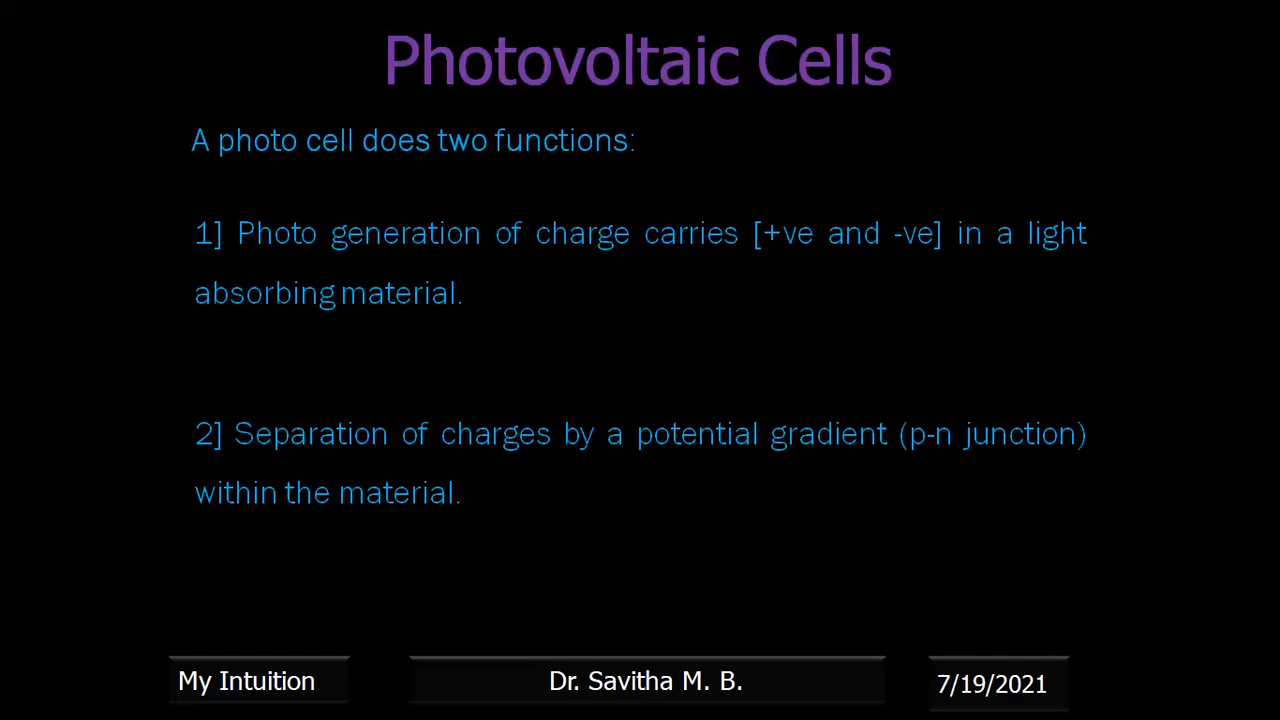 Photovoltaic Cells
A photo cell does two functions:
1] Photo generation of charge carries [+ve and -ve] in a light
absorbing material.
2] Separation of charges by a potential gradient (p-n junction)
within the material.
My Intuition
Dr. Savitha M. B.
7/19/2021